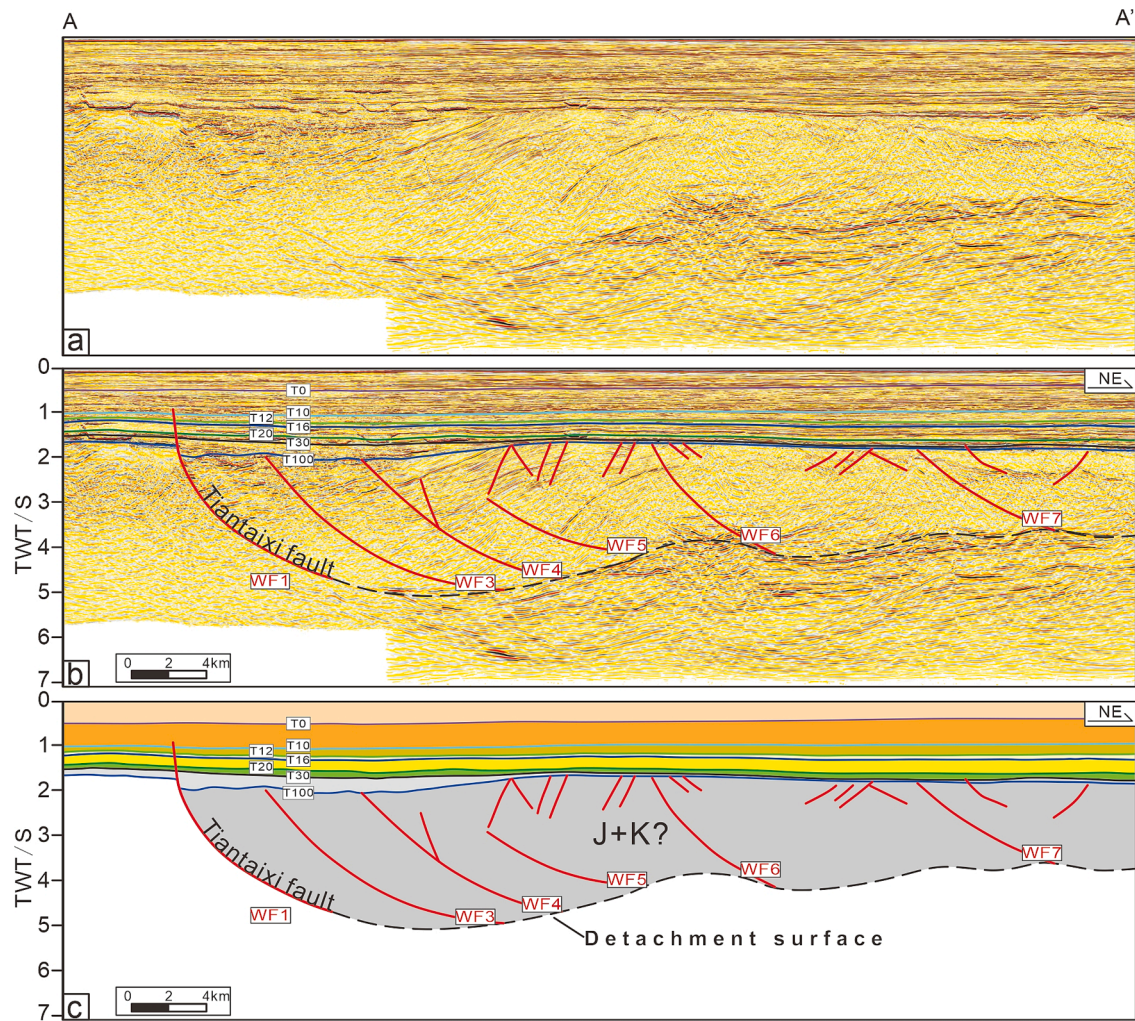 A A'
a
0
1
2
3
4
5
6
7
TWT/S
NE
T0
T10
T12
T16
T20
T30
T100
Tiantaixi fault
WF1
WF3
WF4
WF5
WF6
WF7
b
0 2 4km
0
1
2
3
4
5
6
7
TWT/S
NE
T0
T10
T12
T16
T20
T30
T100
J+K?
Tiantaixi fault
WF1
WF3
WF4
WF5
WF6
WF7
Detachment surface
c
0 2 4km